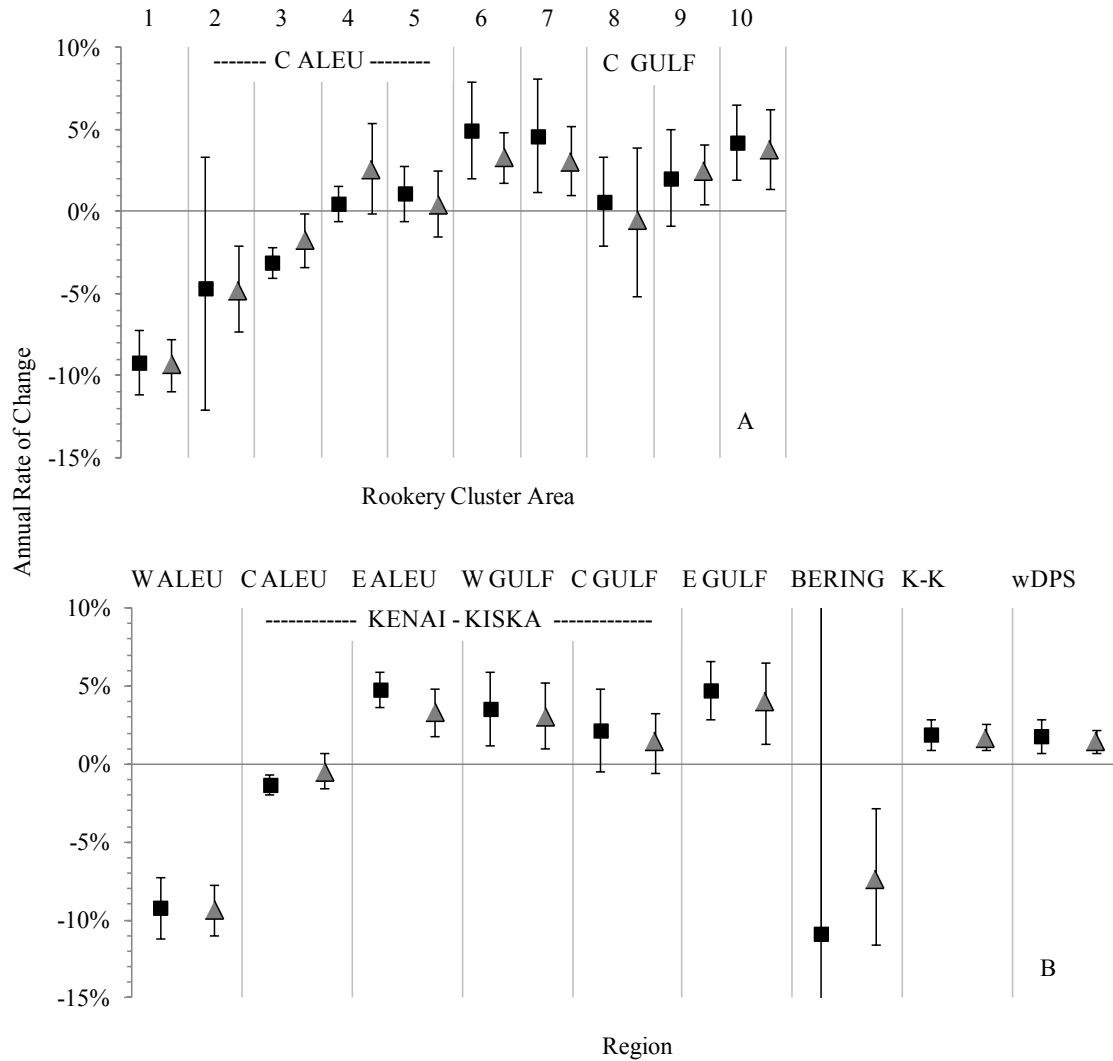 1 2 3 4 5 6 7 8 9 10
10%
------- C ALEU -------
C GULF
5%
0%
-5%
-10%
-15%
A
Rookery Cluster Area
Annual Rate of Change
W ALEU C ALEU E ALEU W GULF C GULF E GULF BERING K-K wDPS
10%
------------- KENAI - KISKA -------------
5%
0%
-5%
-10%
-15%
B
Region